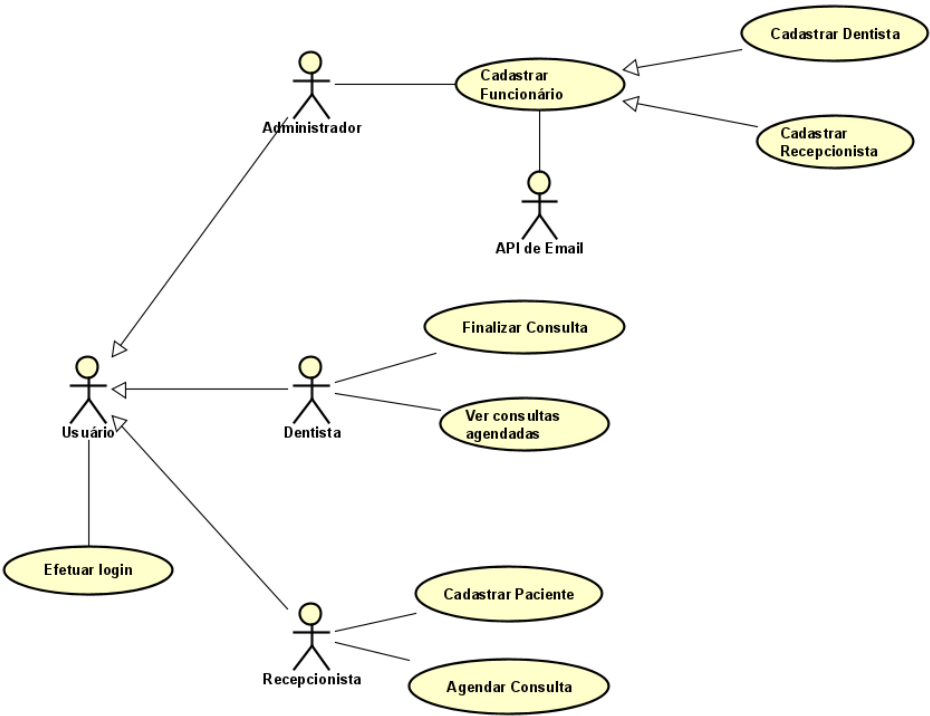 Cadastrar Dentista
Cadastrar
Funcionário
Administrador
Cadastrar
Recepcionista
API de Email
Finalizar Consulta
Ver consultas
agendadas
Usuário
Dentista
Efetuar login
Cadastrar Paciente
Recepcionista
Agendar Consulta